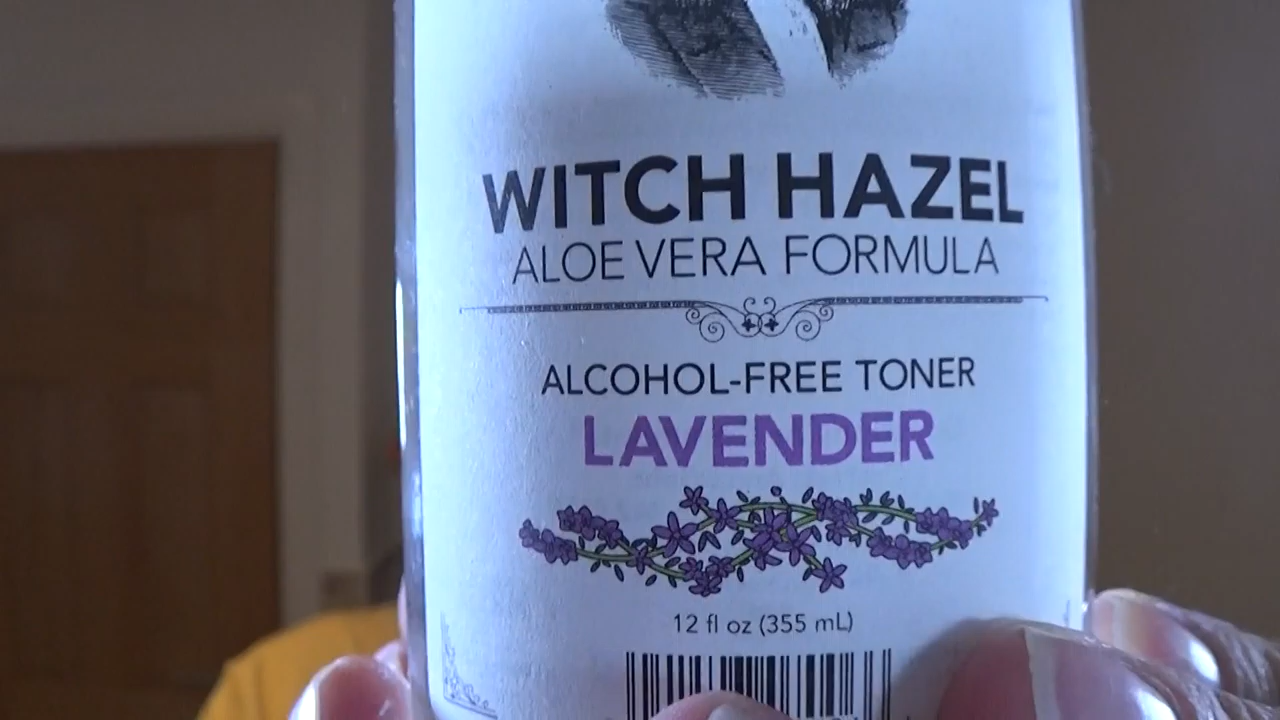 WITCH HAZEL
ALOE VERA FORMULA
ALCOHOL-FREE TONER
LAVENDER
12 fl oz (355 mL)